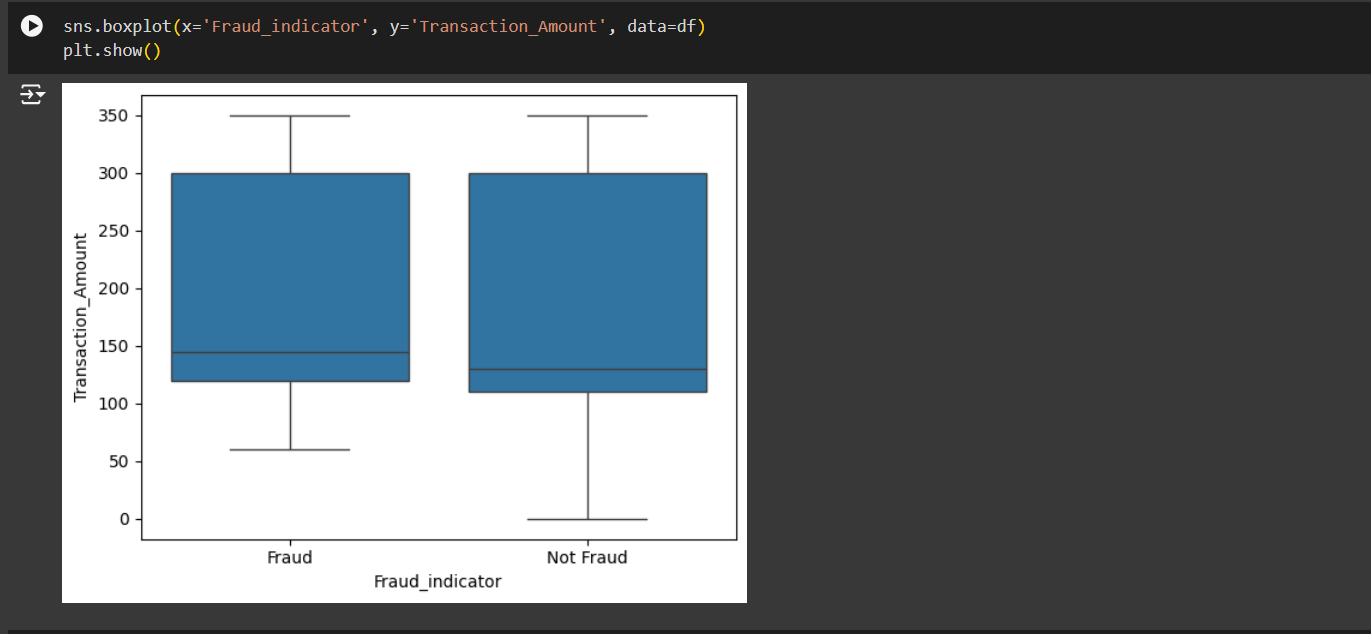 sns.boxplot(x='Fraud_indicator', y='Transaction_Amount', data=df)
plt.show()
350
300
250
200
150
100
50
0
Transaction_Amount
Fraud
Not Fraud
Fraud_indicator